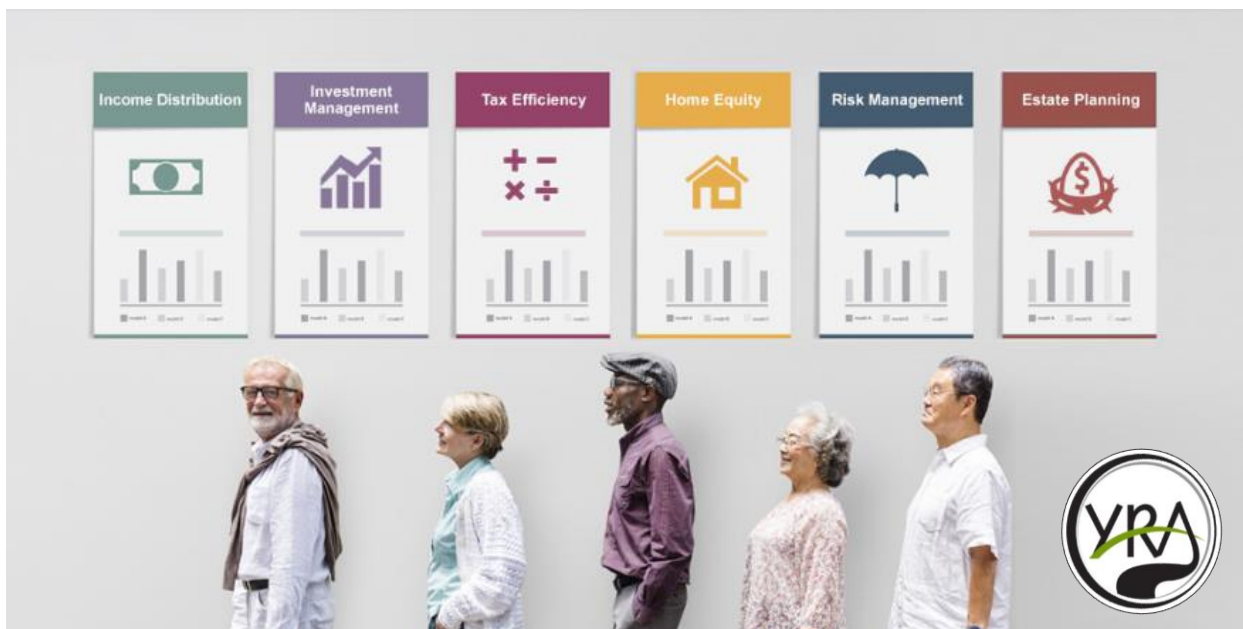 Income Distribution
Investment
Management
Tax Efficiency
Home Equity
Risk Management
Estate Planning
$
YRA